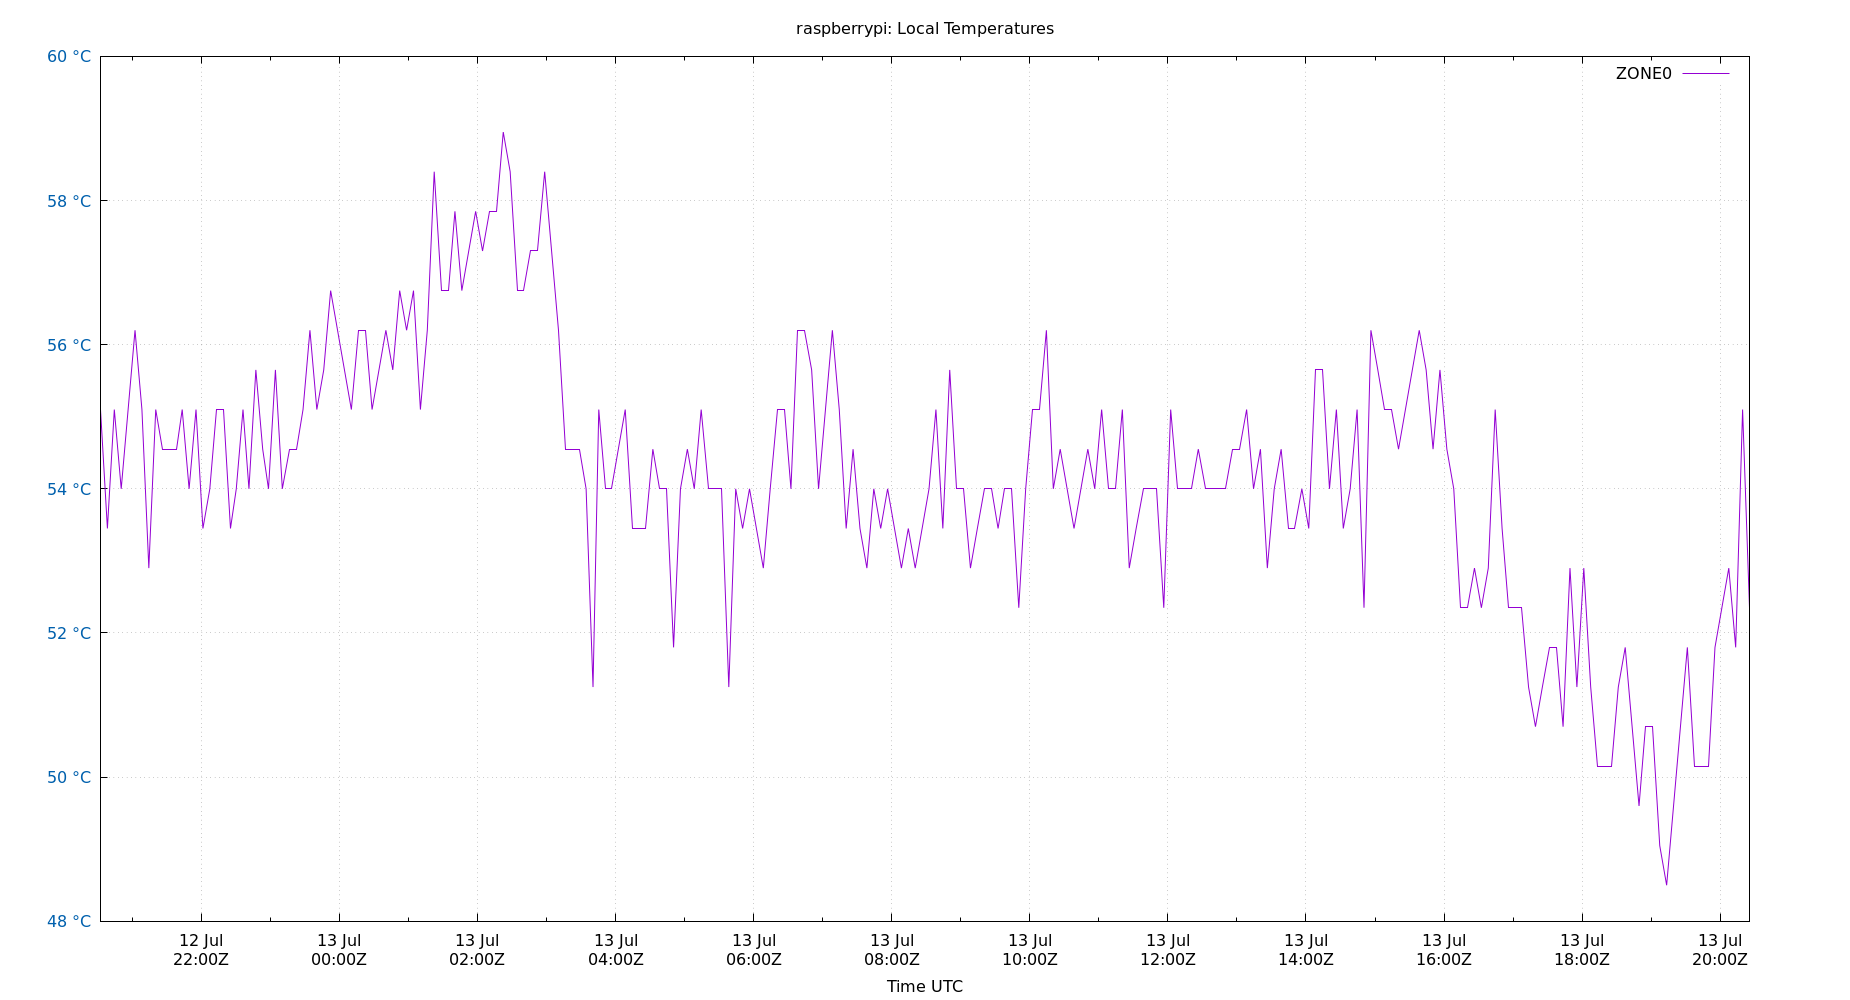 raspberrypi: Local Temperatures
60 °C
ZONE0
58 °C
56 °C
54 °C
52 °C
50 °C
48 °C
12 Jul 13 Jul 13 Jul 13 Jul 13 Jul 13 Jul 13 Jul 13 Jul 13 Jul 13 Jul 13 Jul 13 Jul
22:00Z 00:00Z 02:00Z 04:00Z 06:00Z 08:00Z 10:00Z 12:00Z 14:00Z 16:00Z 18:00Z 20:00Z
Time UTC